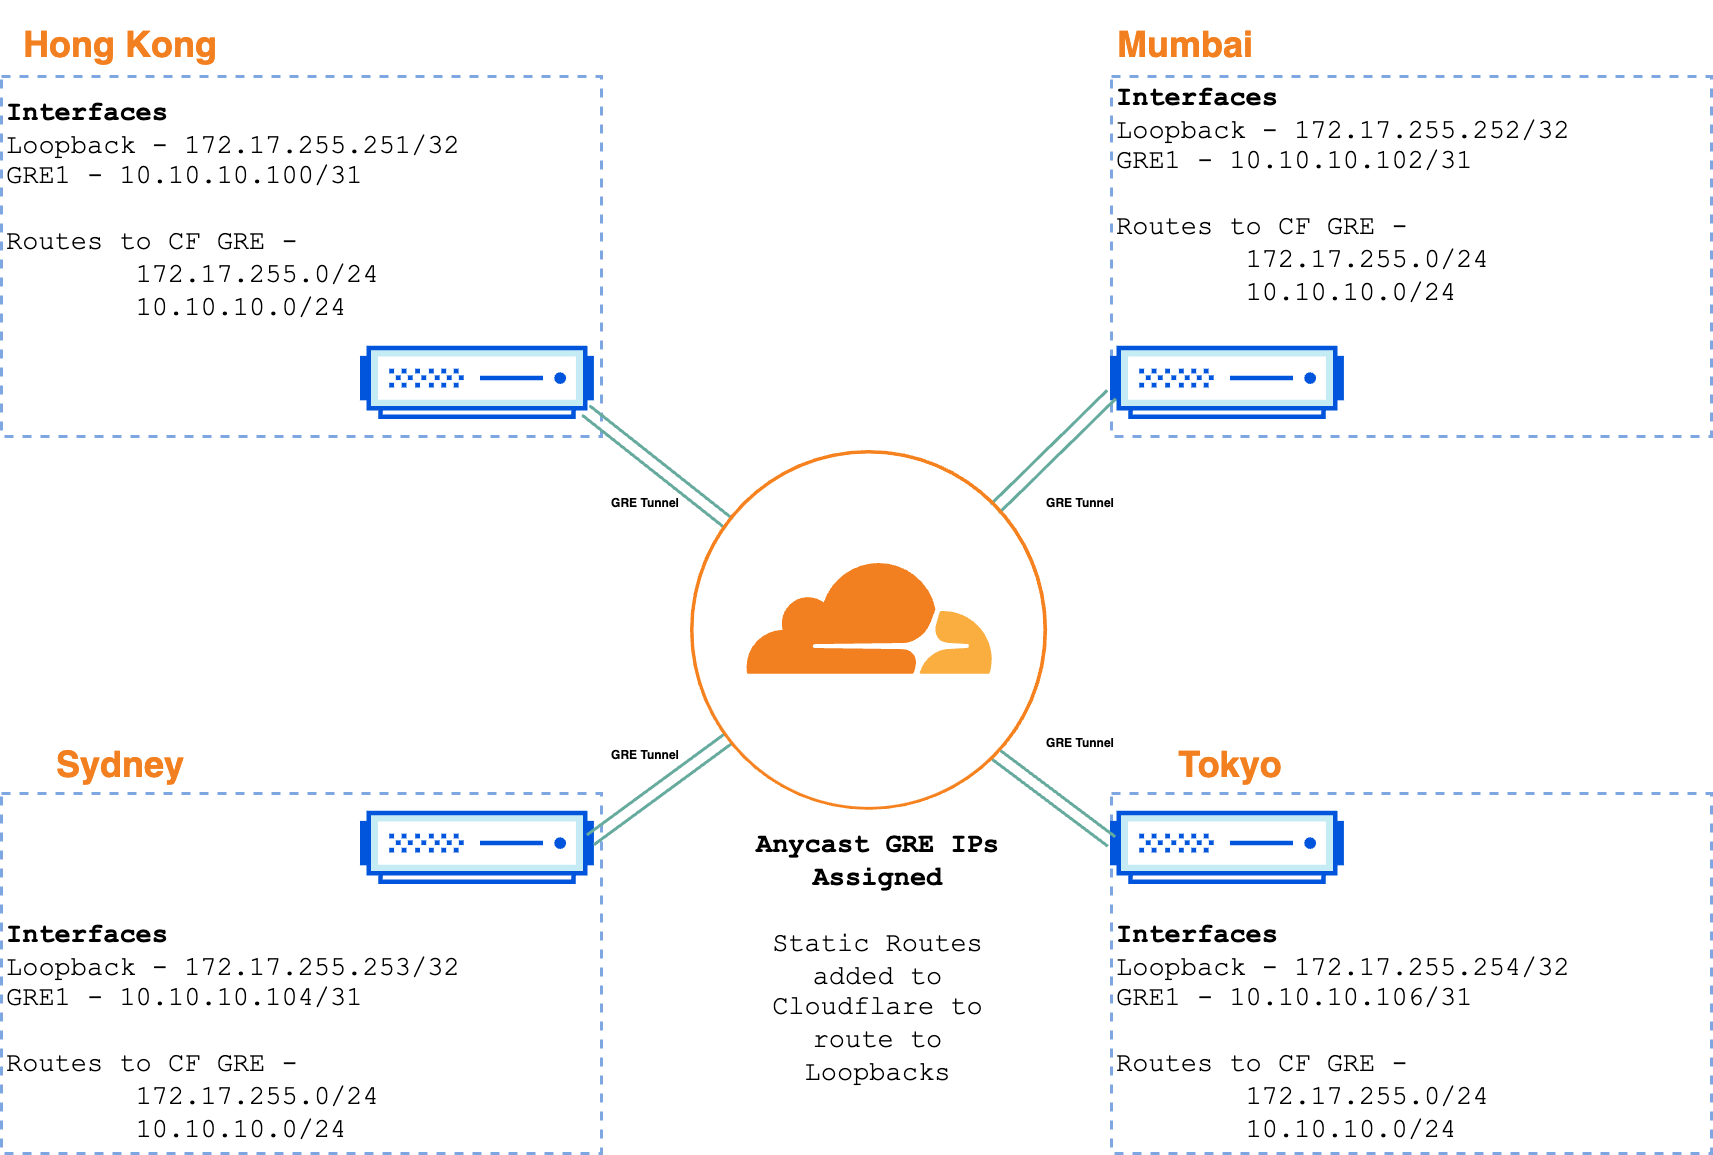 Hong Kong
Interfaces
Loopback - 172.17.255.251/32
GRE1 - 10.10.10.100/31
Routes to CF GRE -
172.17.255.0/24
10.10.10.0/24
Mumbai
Interfaces
Loopback - 172.17.255.252/32
GRE1 - 10.10.10.102/31
Routes to CF GRE -
172.17.255.0/24
10.10.10.0/24
GRE Tunnel
GRE Tunnel
GRE Tunnel
GRE Tunnel
Sydney
Interfaces
Loopback - 172.17.255.253/32
GRE1 - 10.10.10.104/31
Routes to CF GRE -
172.17.255.0/24
10.10.10.0/24
Anycast GRE IPs
Assigned
Static Routes
added to
Cloudflare to
route to
Loopbacks
Tokyo
Interfaces
Loopback - 172.17.255.254/32
GRE1 - 10.10.10.106/31
Routes to CF GRE -
172.17.255.0/24
10.10.10.0/24